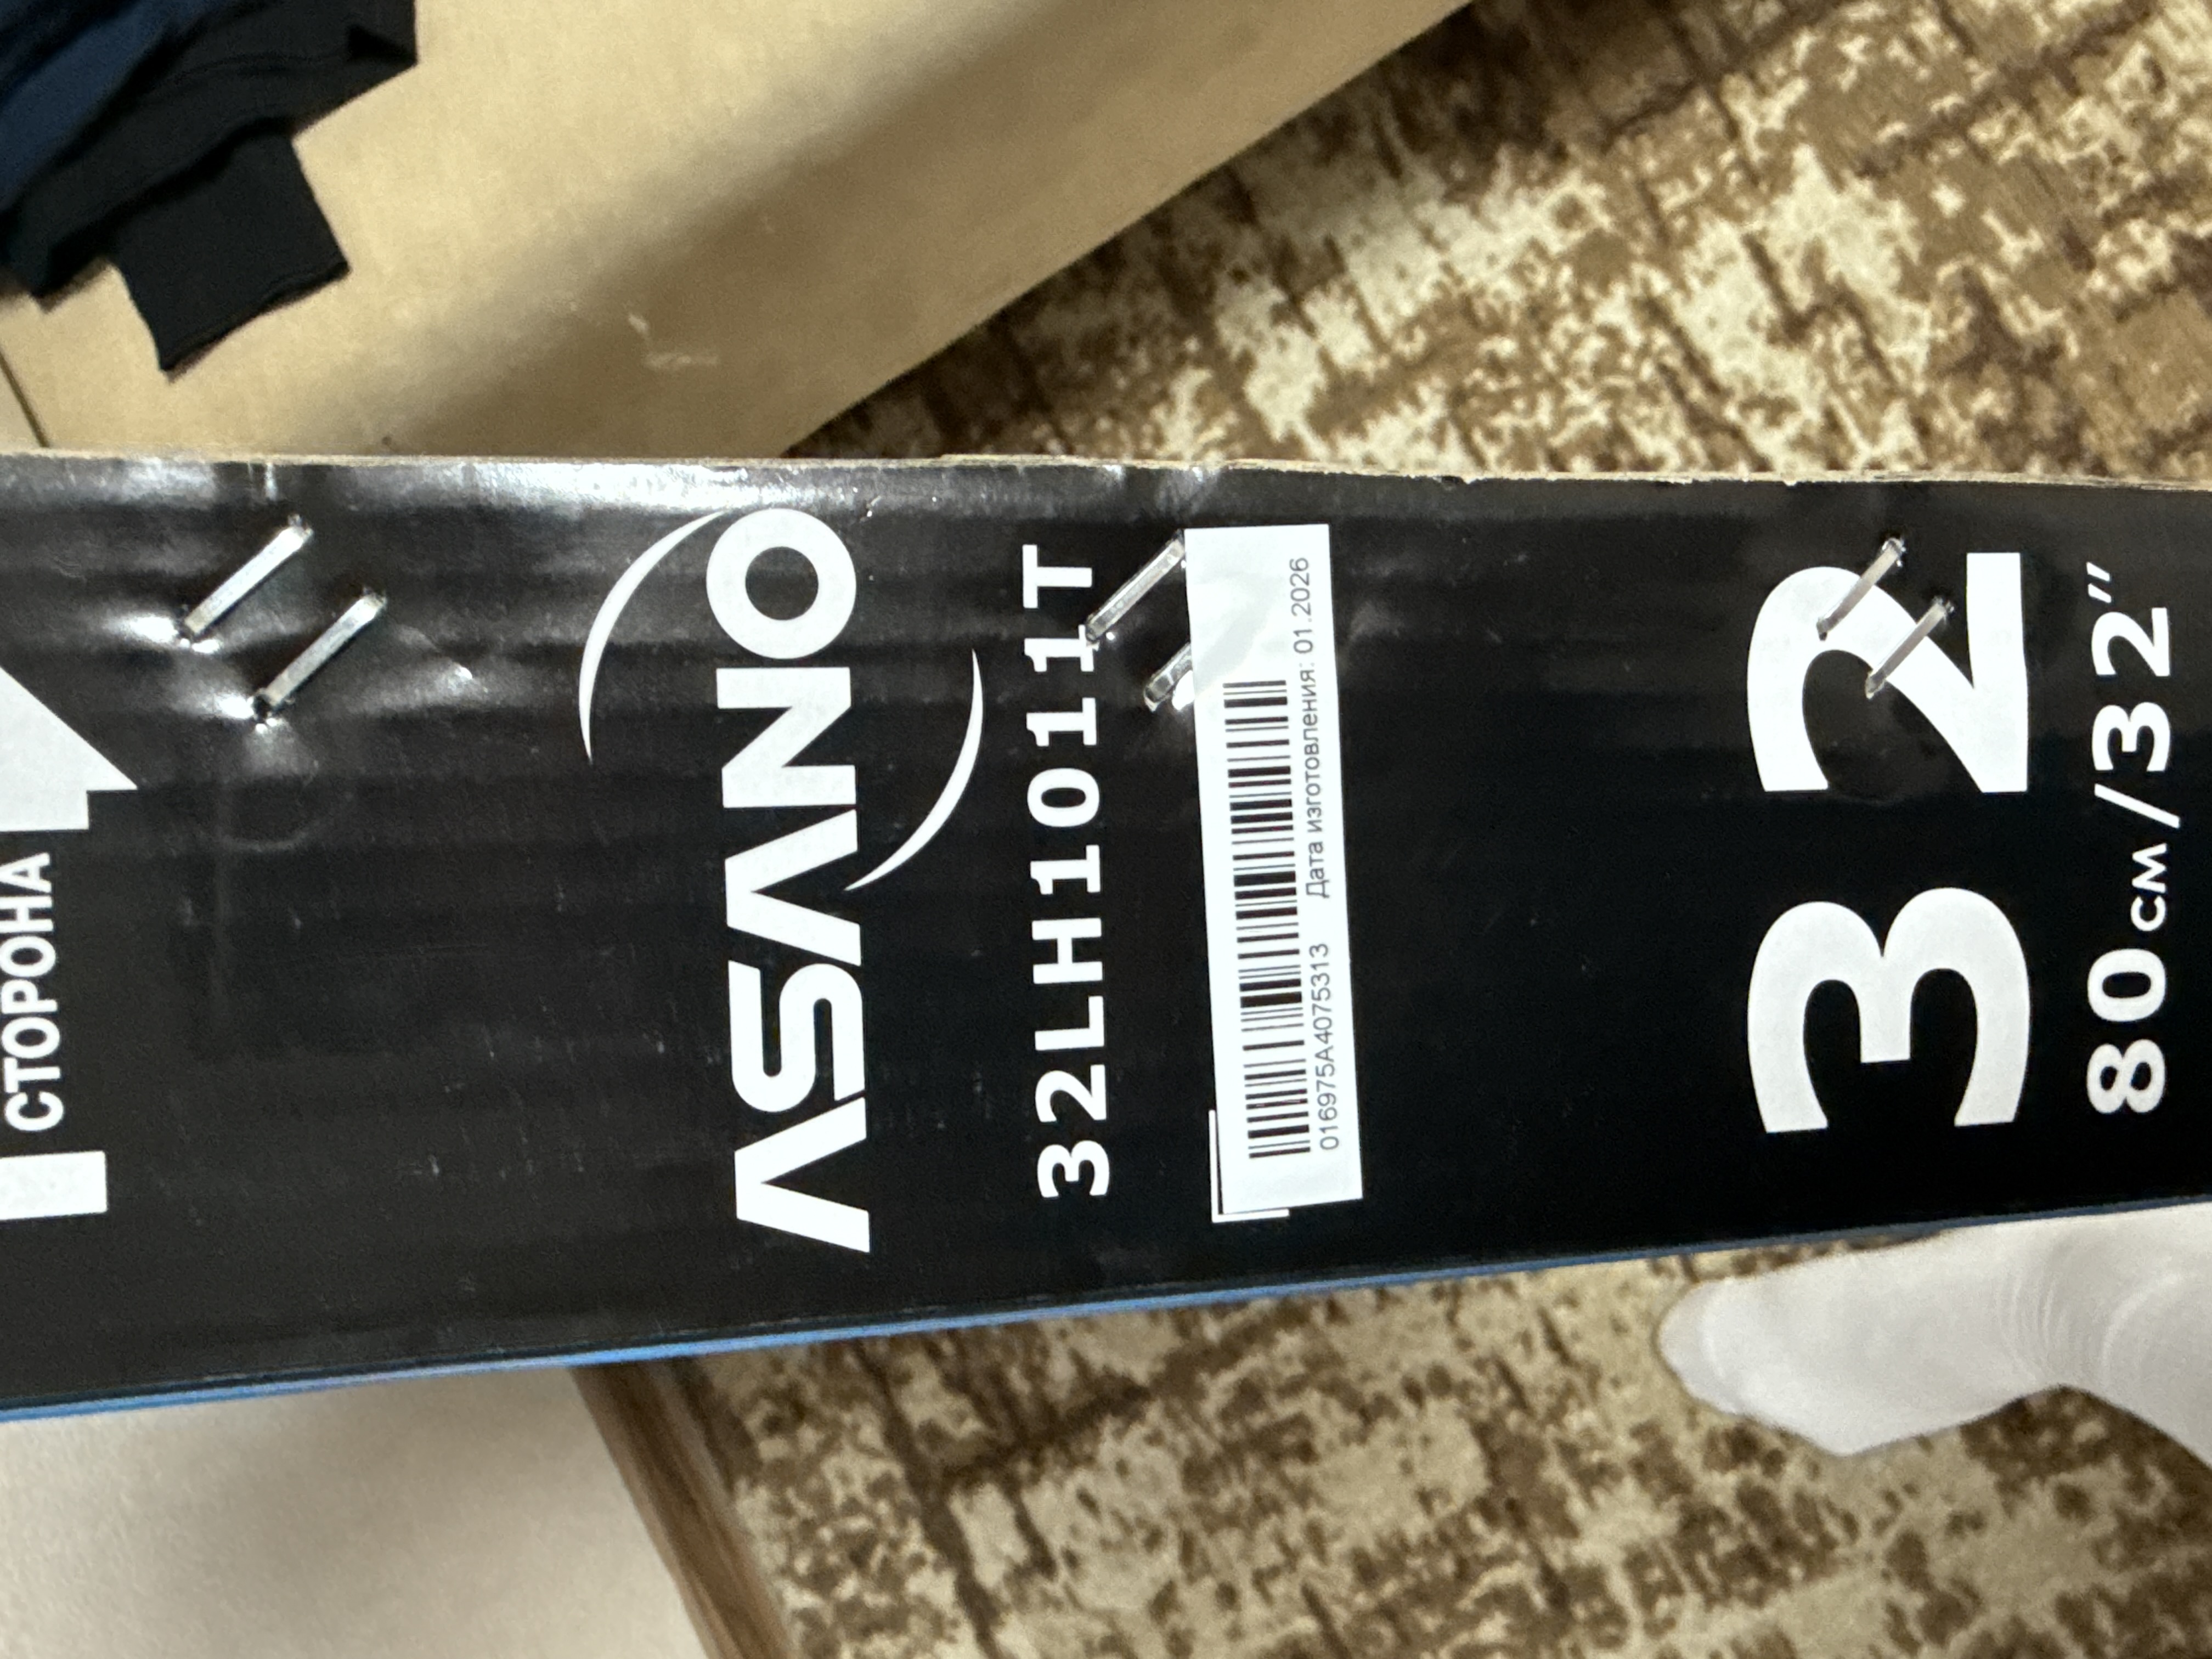 СТОРОНА
ASANO
32LH1011T
016975A4075313 Дата изготовления: 01.2026
32
80 см/32"